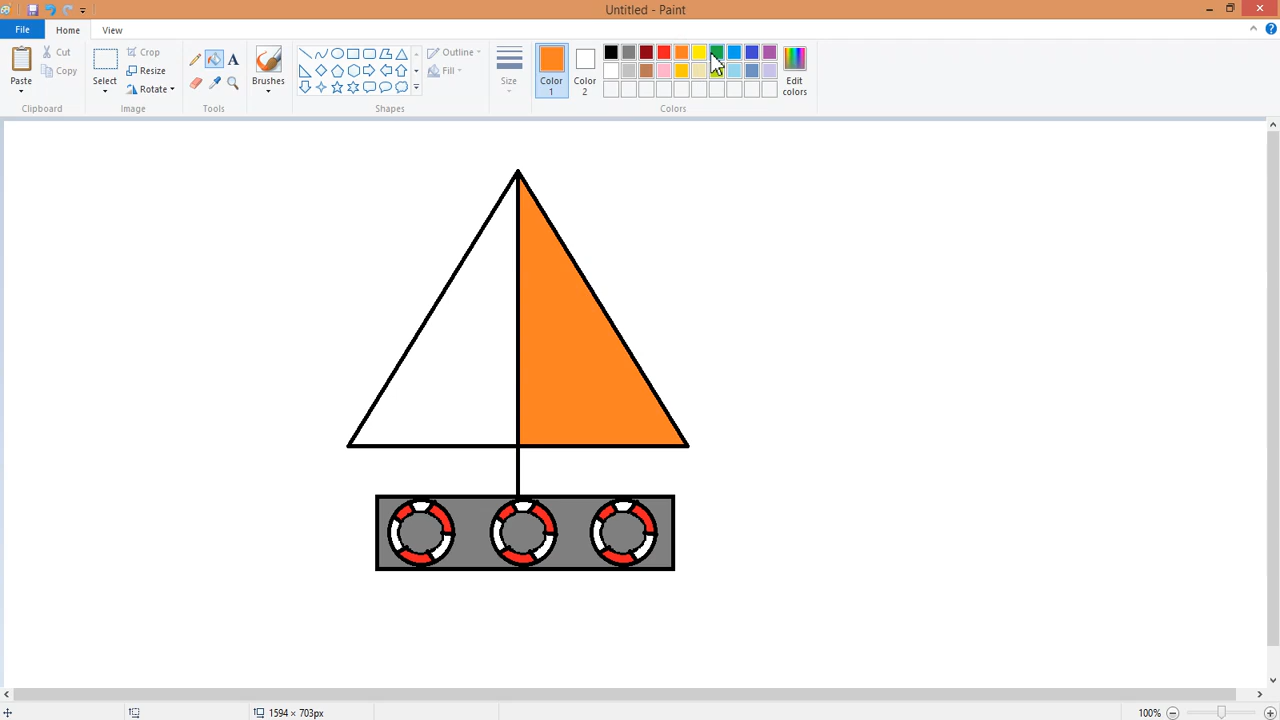 Untitled - Paint
File Home View
Paste
Cut
Copy
Clipboard
Select
Crop
Resize
Rotate
Image
A
Tools
Brushes
Outline
Fill
Shapes
Size
Color
1
Color
2
Edit
colors
Colors
1594 × 703px
100%